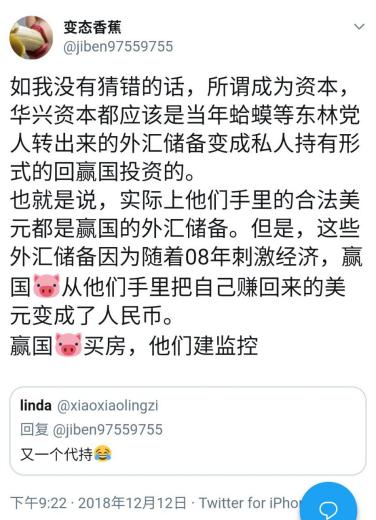 变态香蕉
@jiben97559755
如我没有猜错的话，所谓成为资本，
华兴资本都应该是当年蛤蟆等东林党
人转出来的外汇储备变成私人持有形
式的回赢国投资的。
也就是说，实际上他们手里的合法美
元都是赢国的外汇储备。但是，这些
外汇储备因为随着08年刺激经济，赢
国🐷从他们手里把自己赚回来的美
元变成了人民币。
赢国🐷买房，他们建监控
linda @xiaoxiaolingzi
回复 @jiben97559755
又一个代持😂
下午9:22 · 2018年12月12日 · Twitter for